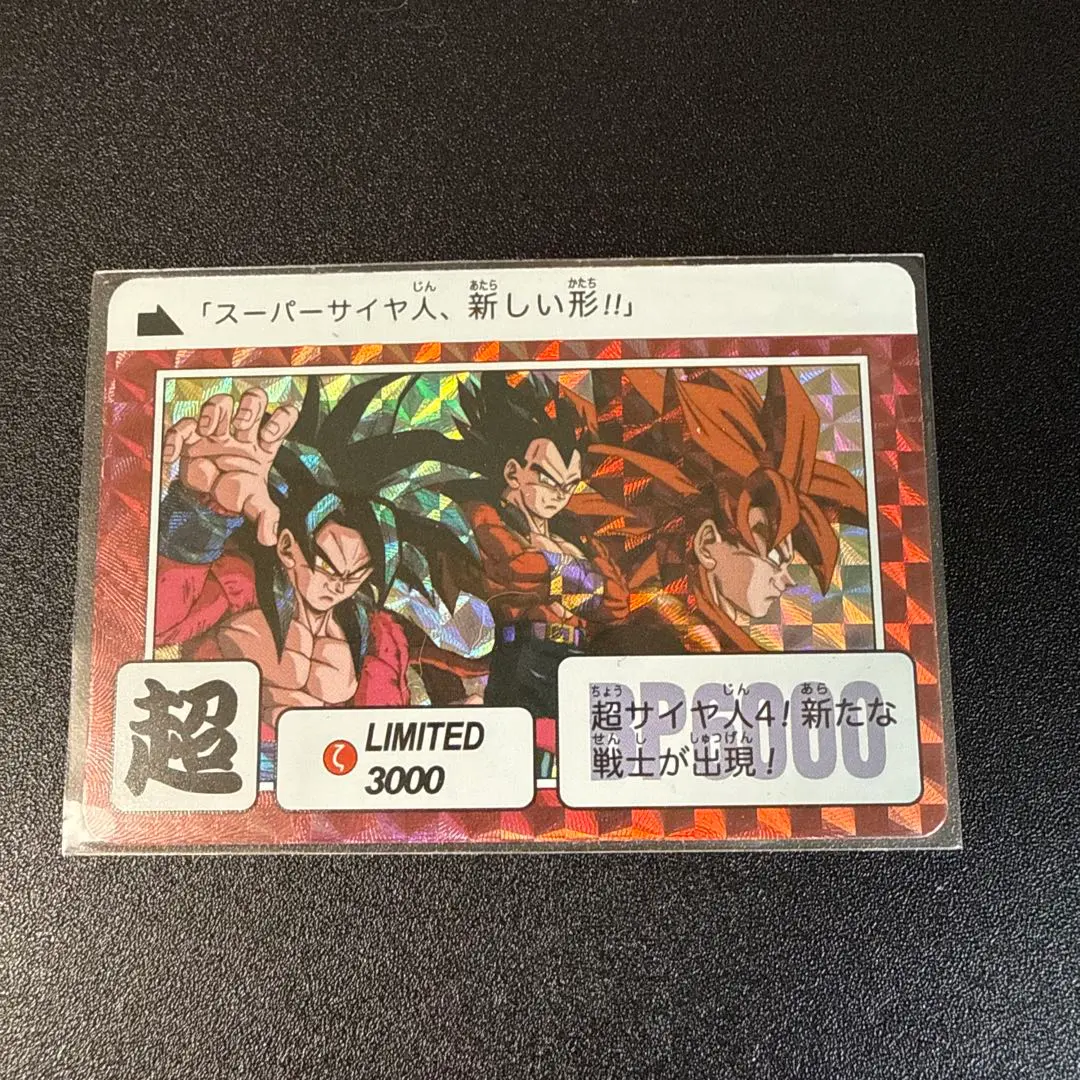 「スーパーサイヤ人、新しい形!!」
超
ζ LIMITED
3000
超サイヤ人4!新たな
戦士が出現!